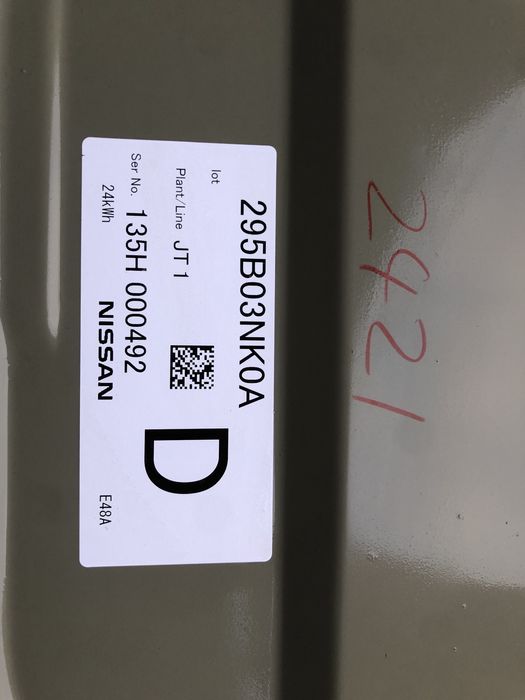 2421
295B03NK0A
lot
Plant/Line JT1
D
Ser No. 135H 000492
24kWh NISSAN E48A